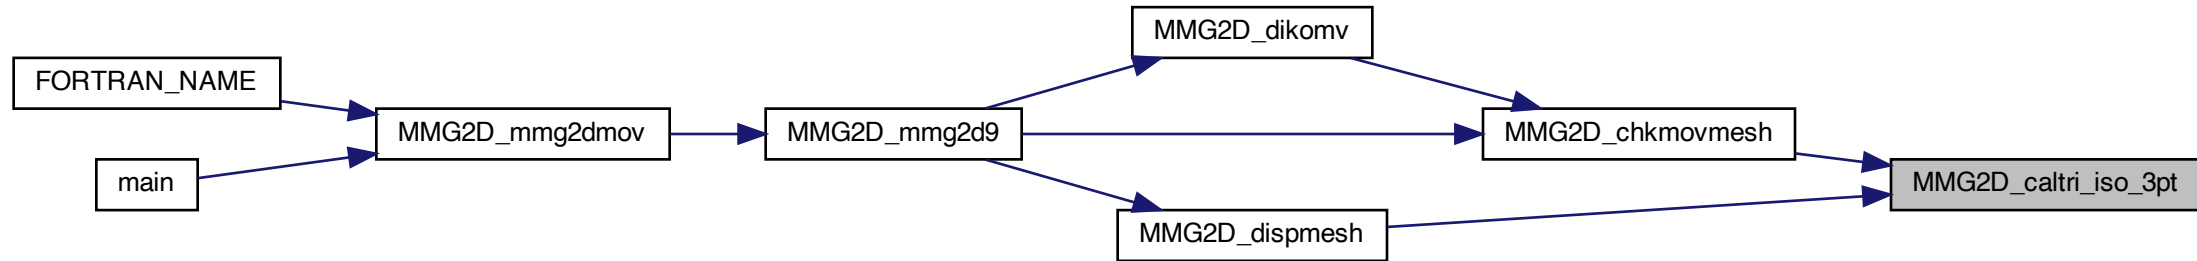 MMG2D_dikomv
FORTRAN_NAME
MMG2D_mmg2dmov
MMG2D_mmg2d9
MMG2D_chkmovmesh
main
MMG2D_caltri_iso_3pt
MMG2D_dispmesh